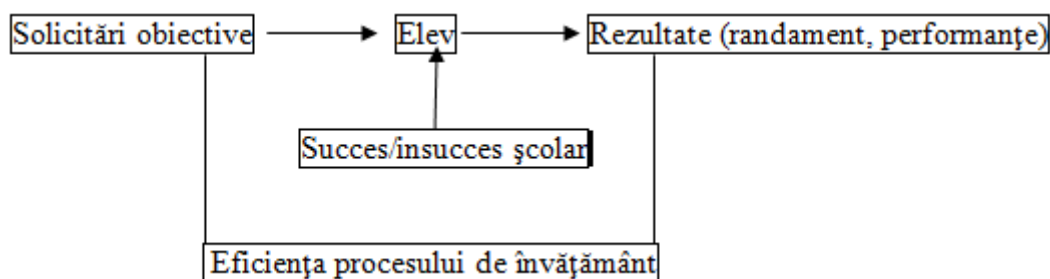 Solicitări obiective
Elev
Rezultate (randament, performanţe)
Succes/insucces şcolar
Eficienţa procesului de învăţământ